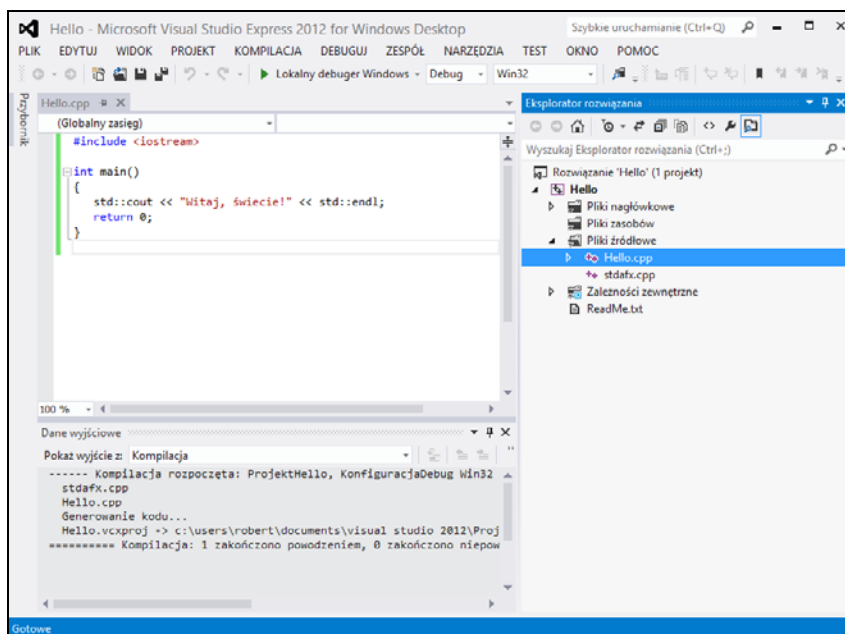 Hello - Microsoft Visual Studio Express 2012 for Windows Desktop
Szybkie uruchamianie (Ctrl+Q)
PLIK EDYTUJ WIDOK PROJEKT KOMPILACJA DEBUGUJ ZESPÓŁ NARZĘDZIA TEST OKNO POMOC
Lokalny debuger Windows Debug Win32
Przybornik
Hello.cpp
(Globalny zasięg)
#include <iostream>
int main()
{
std::cout << "Witaj, świecie!" << std::endl;
return 0;
}
100 %
Dane wyjściowe
Pokaż wyjście z: Kompilacja
------ Kompilacja rozpoczęta: ProjektHello, KonfiguracjaDebug Win32
stdafx.cpp
Hello.cpp
Generowanie kodu...
Hello.vcxproj -> c:\users\robert\documents\visual studio 2012\Proj
========== Kompilacja: 1 zakończono powodzeniem, 0 zakończono niepow
Eksplorator rozwiązania
Wyszukaj Eksplorator rozwiązania (Ctrl+;)
Rozwiązanie 'Hello' (1 projekt)
Hello
Pliki nagłówkowe
Pliki zasobów
Pliki źródłowe
Hello.cpp
stdafx.cpp
Zależności zewnętrzne
ReadMe.txt
Gotowe